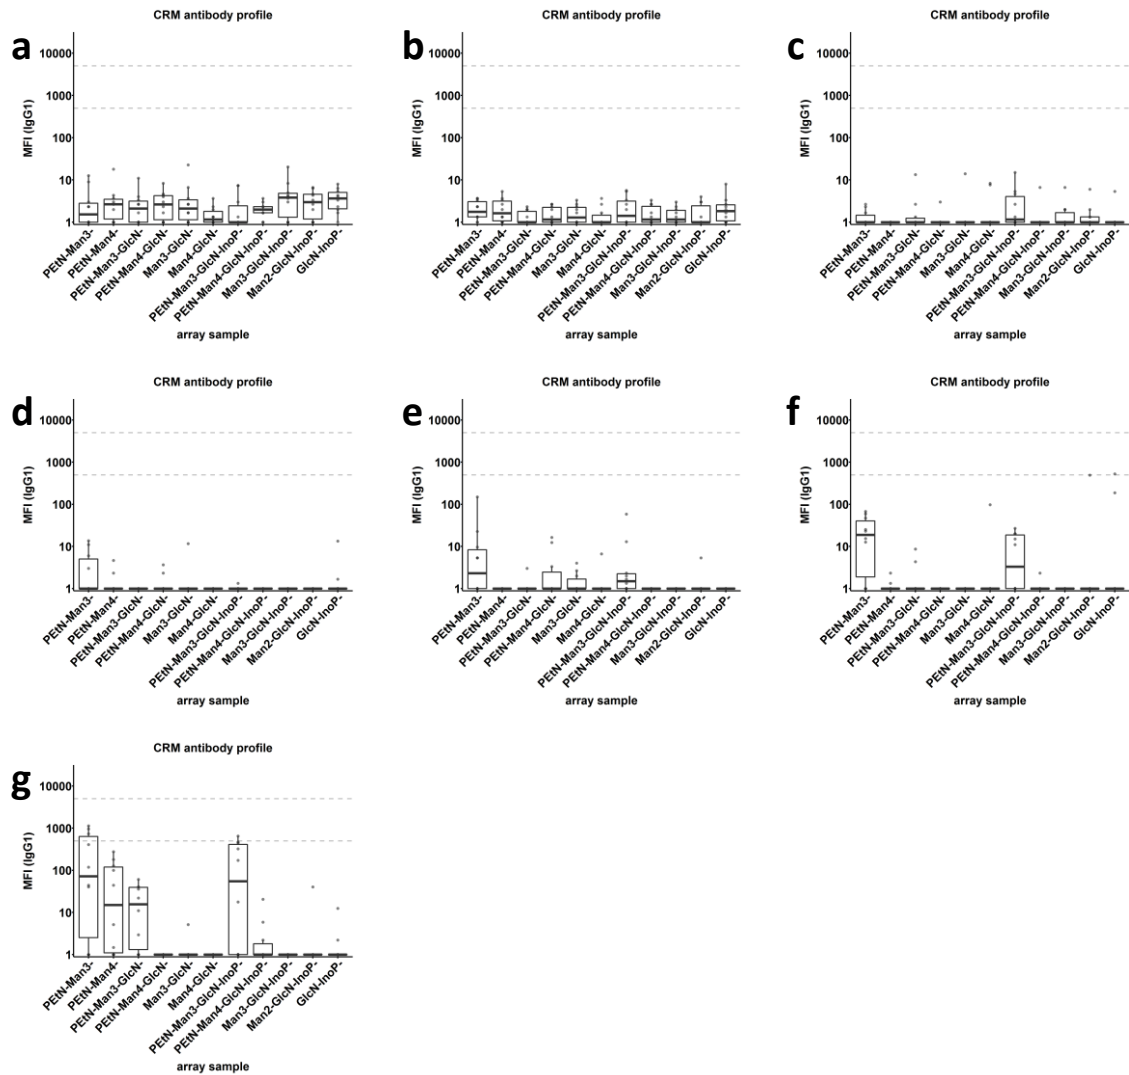 CRM antibody profile
a
10000
1000
100
10
1
MFI (IgG1)
PEtN-Man3-
PEtN-Man4-
PEtN-Man3-GlcN-
PEtN-Man4-GlcN-
Man3-GlcN-
Man4-GlcN-
PEtN-Man3-GlcN-InoP-
PEtN-Man4-GlcN-InoP-
Man3-GlcN-InoP-
Man2-GlcN-InoP-
GlcN-InoP-
array sample
CRM antibody profile
b
10000
1000
100
10
1
MFI (IgG1)
PEtN-Man3-
PEtN-Man4-
PEtN-Man3-GlcN-
PEtN-Man4-GlcN-
Man3-GlcN-
Man4-GlcN-
PEtN-Man3-GlcN-InoP-
PEtN-Man4-GlcN-InoP-
Man3-GlcN-InoP-
Man2-GlcN-InoP-
GlcN-InoP-
array sample
CRM antibody profile
c
10000
1000
100
10
1
MFI (IgG1)
PEtN-Man3-
PEtN-Man4-
PEtN-Man3-GlcN-
PEtN-Man4-GlcN-
Man3-GlcN-
Man4-GlcN-
PEtN-Man3-GlcN-InoP-
PEtN-Man4-GlcN-InoP-
Man3-GlcN-InoP-
Man2-GlcN-InoP-
GlcN-InoP-
array sample
CRM antibody profile
d
10000
1000
100
10
1
MFI (IgG1)
PEtN-Man3-
PEtN-Man4-
PEtN-Man3-GlcN-
PEtN-Man4-GlcN-
Man3-GlcN-
Man4-GlcN-
PEtN-Man3-GlcN-InoP-
PEtN-Man4-GlcN-InoP-
Man3-GlcN-InoP-
Man2-GlcN-InoP-
GlcN-InoP-
array sample
CRM antibody profile
e
10000
1000
100
10
1
MFI (IgG1)
PEtN-Man3-
PEtN-Man4-
PEtN-Man3-GlcN-
PEtN-Man4-GlcN-
Man3-GlcN-
Man4-GlcN-
PEtN-Man3-GlcN-InoP-
PEtN-Man4-GlcN-InoP-
Man3-GlcN-InoP-
Man2-GlcN-InoP-
GlcN-InoP-
array sample
CRM antibody profile
f
10000
1000
100
10
1
MFI (IgG1)
PEtN-Man3-
PEtN-Man4-
PEtN-Man3-GlcN-
PEtN-Man4-GlcN-
Man3-GlcN-
Man4-GlcN-
PEtN-Man3-GlcN-InoP-
PEtN-Man4-GlcN-InoP-
Man3-GlcN-InoP-
Man2-GlcN-InoP-
GlcN-InoP-
array sample
CRM antibody profile
g
10000
1000
100
10
1
MFI (IgG1)
PEtN-Man3-
PEtN-Man4-
PEtN-Man3-GlcN-
PEtN-Man4-GlcN-
Man3-GlcN-
Man4-GlcN-
PEtN-Man3-GlcN-InoP-
PEtN-Man4-GlcN-InoP-
Man3-GlcN-InoP-
Man2-GlcN-InoP-
GlcN-InoP-
array sample